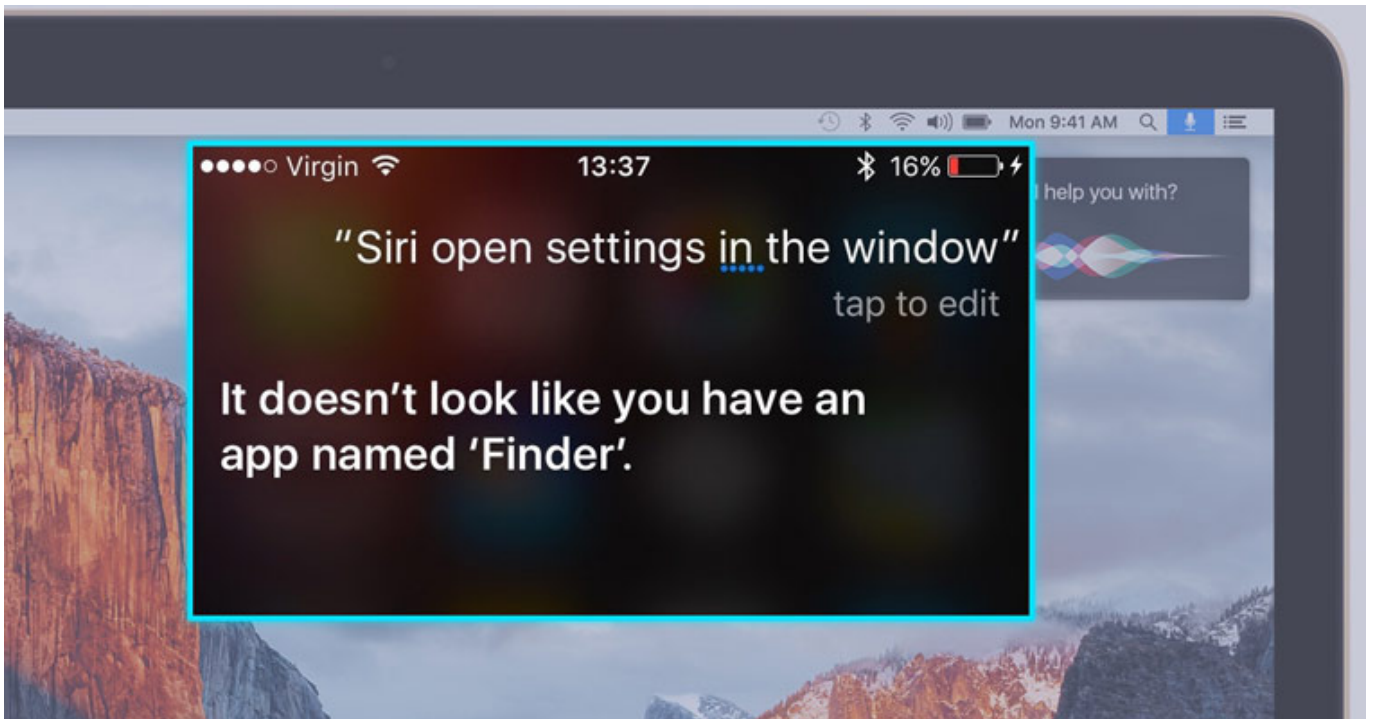 Mon 9:41 AM
Virgin 13:37 16%
help you with?
"Siri open settings in the window"
tap to edit
It doesn't look like you have an
app named 'Finder'.